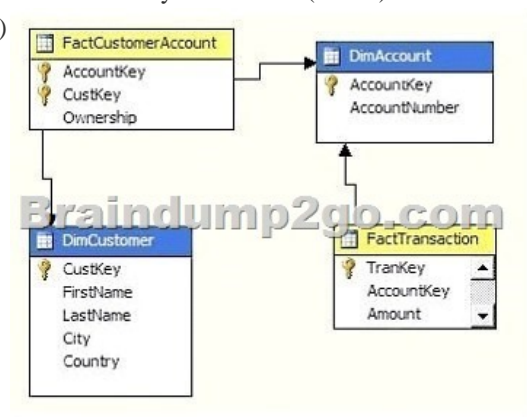 )
FactCustomerAccount
AccountKey
CustKey
Ownership
DimAccount
AccountKey
AccountNumber
Braindump2go.com
DimCustomer
CustKey
FirstName
LastName
City
Country
FactTransaction
TranKey
AccountKey
Amount